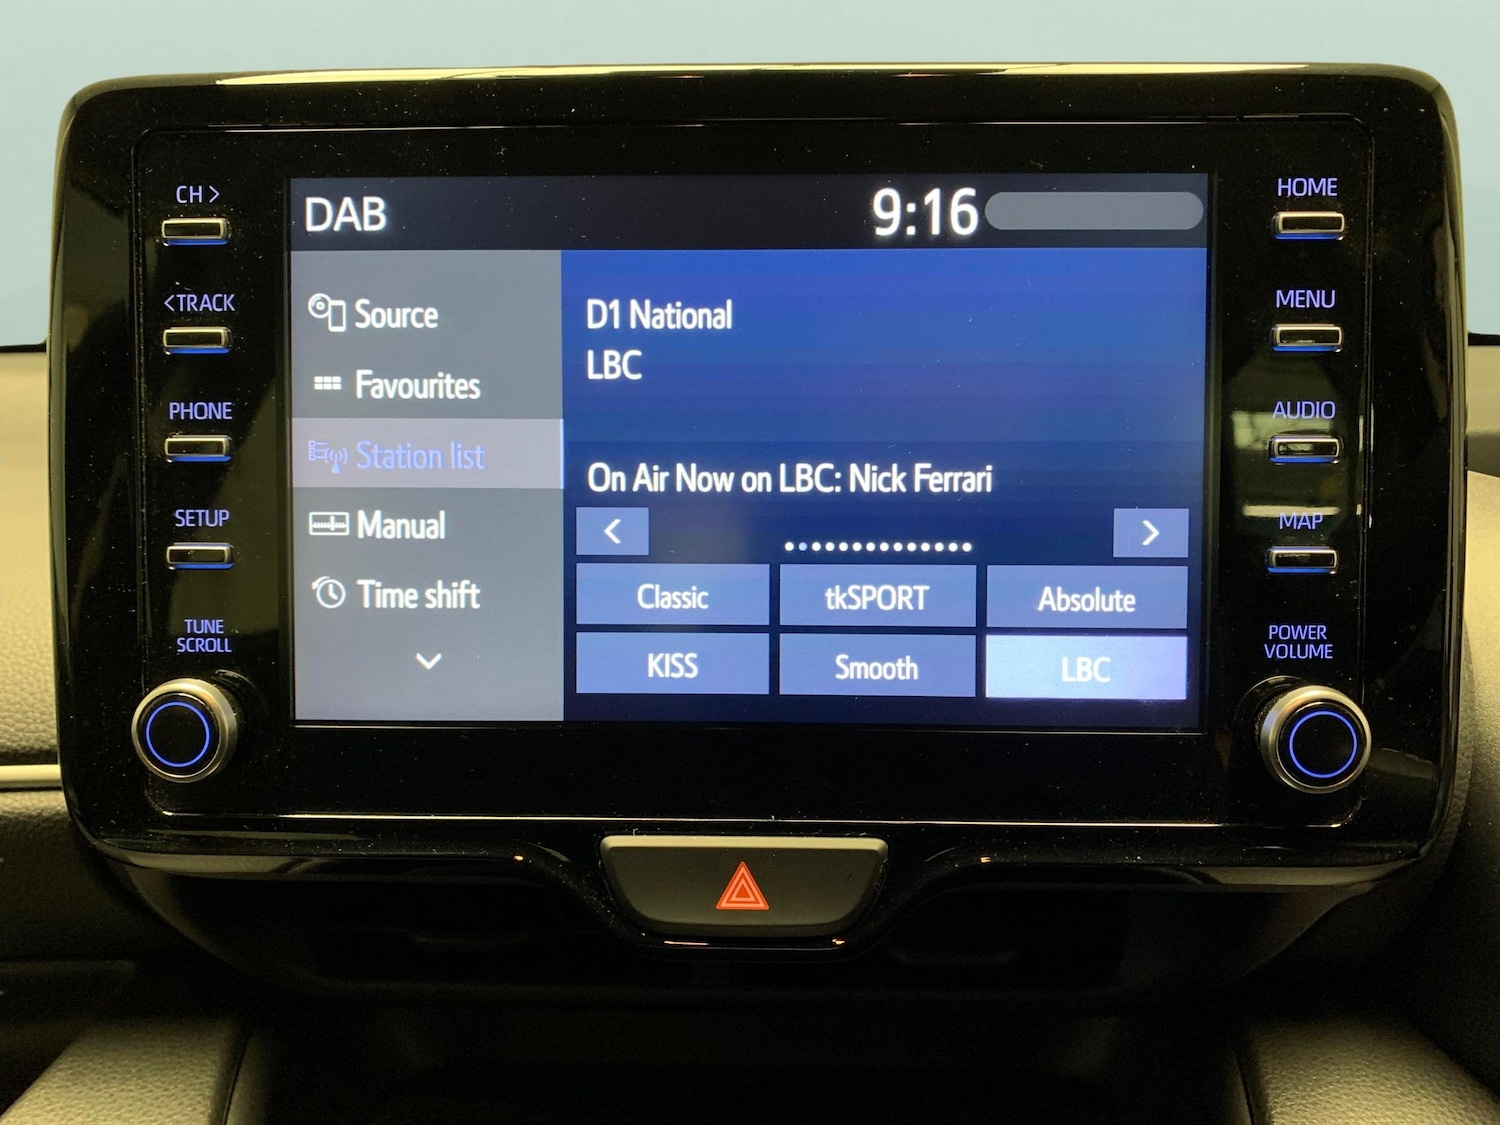 CH >
<TRACK
PHONE
SETUP
TUNE
SCROLL
DAB
9:16
Source
Favourites
Station list
Manual
Time shift
D1 National
LBC
On Air Now on LBC: Nick Ferrari
<
>
Classic
tkSPORT
Absolute
KISS
Smooth
LBC
HOME
MENU
AUDIO
MAP
POWER
VOLUME